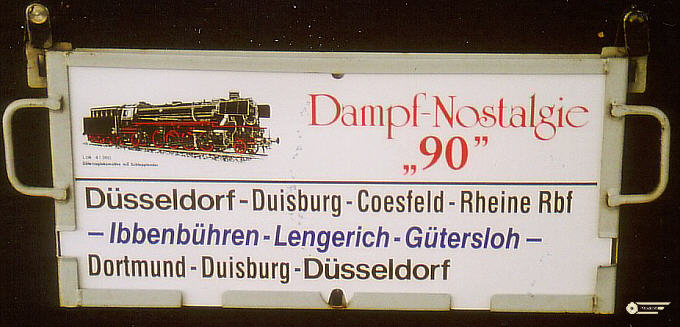 Dampf-Nostalgie
„90”
Düsseldorf-Duisburg-Coesfeld-Rheine Rbf
– Ibbenbühren-Lengerich-Gütersloh –
Dortmund-Duisburg-Düsseldorf